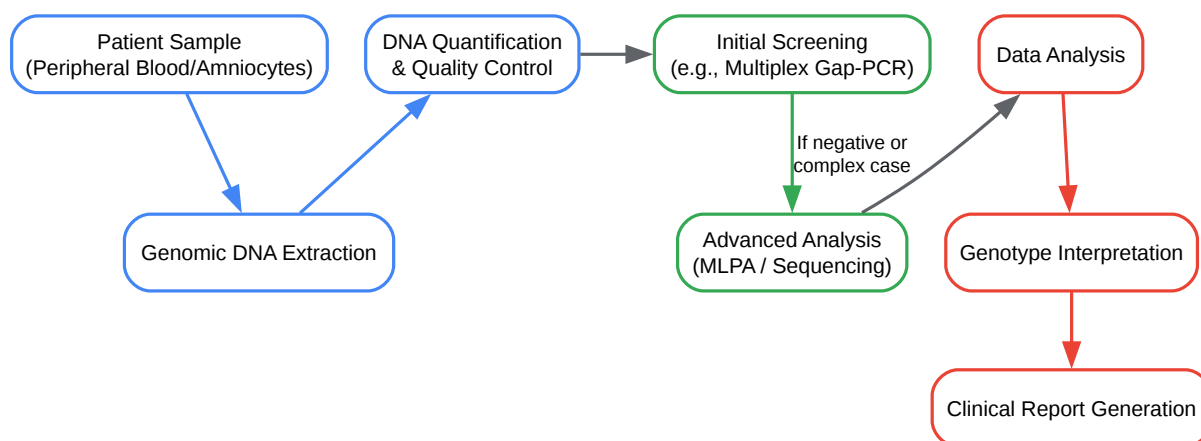 Patient Sample
(Peripheral Blood/Amniocytes)
Genomic DNA Extraction
DNA Quantification
& Quality Control
Initial Screening
(e.g., Multiplex Gap-PCR)
If negative or
complex case
Advanced Analysis
(MLPA / Sequencing)
Data Analysis
Genotype Interpretation
Clinical Report Generation